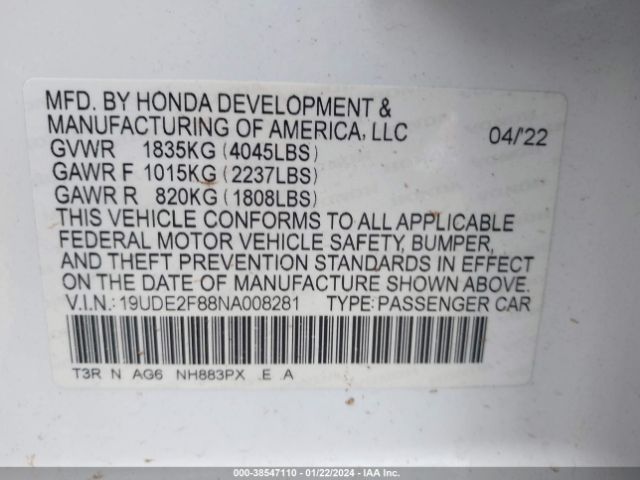 MFD. BY HONDA DEVELOPMENT &
MANUFACTURING OF AMERICA, LLC 04/'22
GVWR 1835KG (4045LBS)
GAWR F 1015KG (2237LBS)
GAWR R 820KG (1808LBS)
THIS VEHICLE CONFORMS TO ALL APPLICABLE
FEDERAL MOTOR VEHICLE SAFETY, BUMPER,
AND THEFT PREVENTION STANDARDS IN EFFECT
ON THE DATE OF MANUFACTURE SHOWN ABOVE.
V.I.N.: 19UDE2F88NA008281 TYPE: PASSENGER CAR
T3R N AG6 NH883PX E A
000-38547110 - 01/22/2024 - IAA Inc.